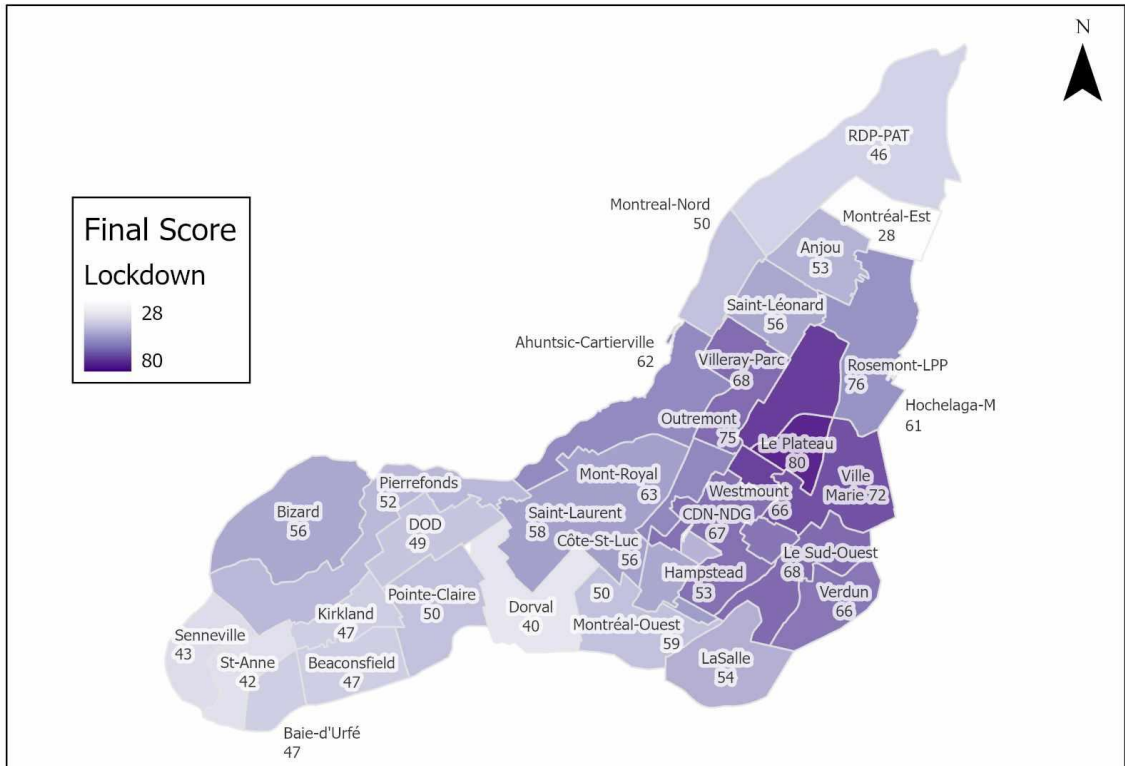 N
RDP-PAT
46
Montreal-Nord
50
Montréal-Est
28
Anjou
53
Final Score
Lockdown
28
80
Saint-Léonard
56
Ahuntsic-Cartierville
62
Villeray-Parc
68
Rosemont-LPP
76
Hochelaga-M
61
Outremont
75
Le Plateau
80
Ville
Marie 72
Mont-Royal
63
Westmount
66
Pierrefonds
52
Bizard
56
DOD
49
Saint-Laurent
58
CDN-NDG
67
Côte-St-Luc
56
Le Sud-Ouest
68
Hampstead
53
Verdun
66
Pointe-Claire
50
Dorval
40
50
Montréal-Ouest
59
Kirkland
47
Senneville
43
St-Anne
42
Beaconsfield
47
LaSalle
54
Baie-d'Urfé
47